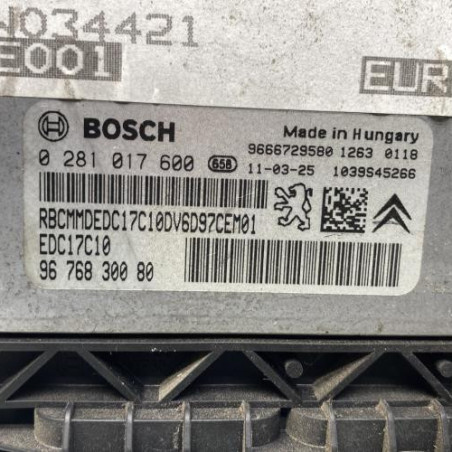 N034421
E001
EUR
BOSCH
Made in Hungary
9666729580 1263 0118
0 281 017 600 658 11-03-25 1039S45266
RBCMMDEDC17C10DV6D97CEM01
EDC17C10
96 768 300 80